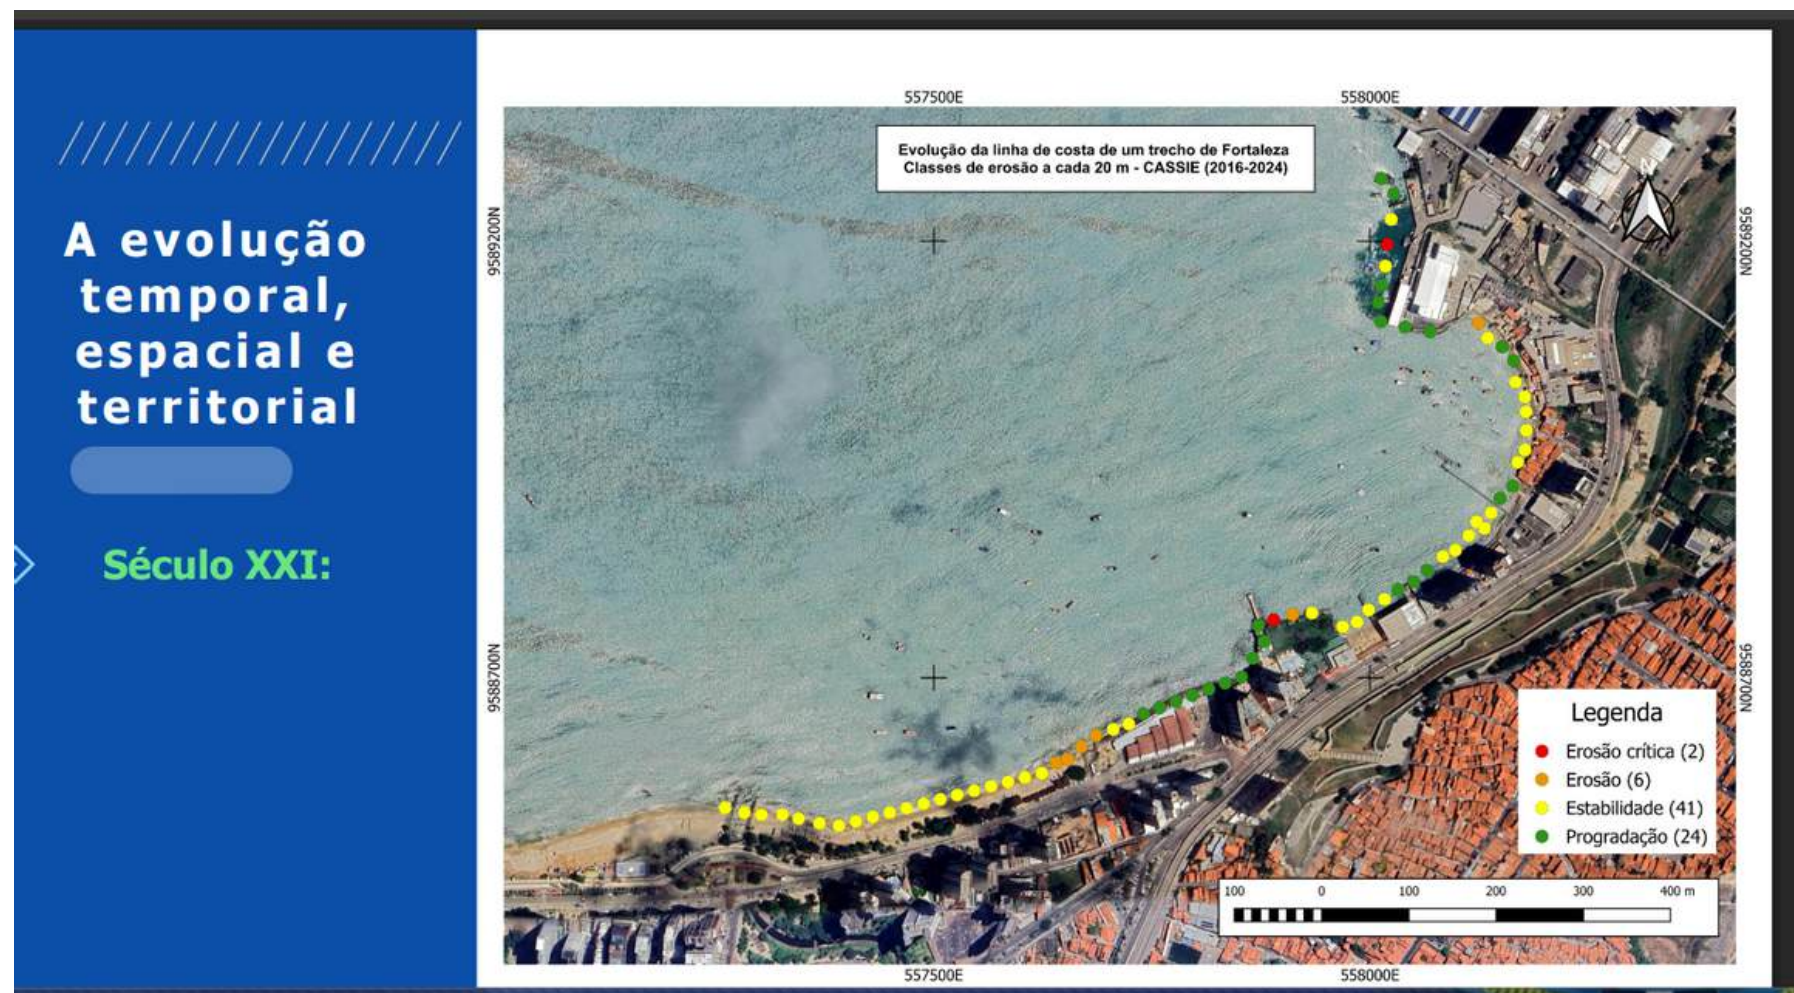 A evolução
temporal,
espacial e
territorial
Século XXI:
557500E
558000E
Evolução da linha de costa de um trecho de Fortaleza
Classes de erosão a cada 20 m - CASSIE (2016-2024)
N
9589200N
9589200N
9588700N
9588700N
Legenda
Erosão crítica (2)
Erosão (6)
Estabilidade (41)
Progradação (24)
100 0 100 200 300 400 m
557500E
558000E